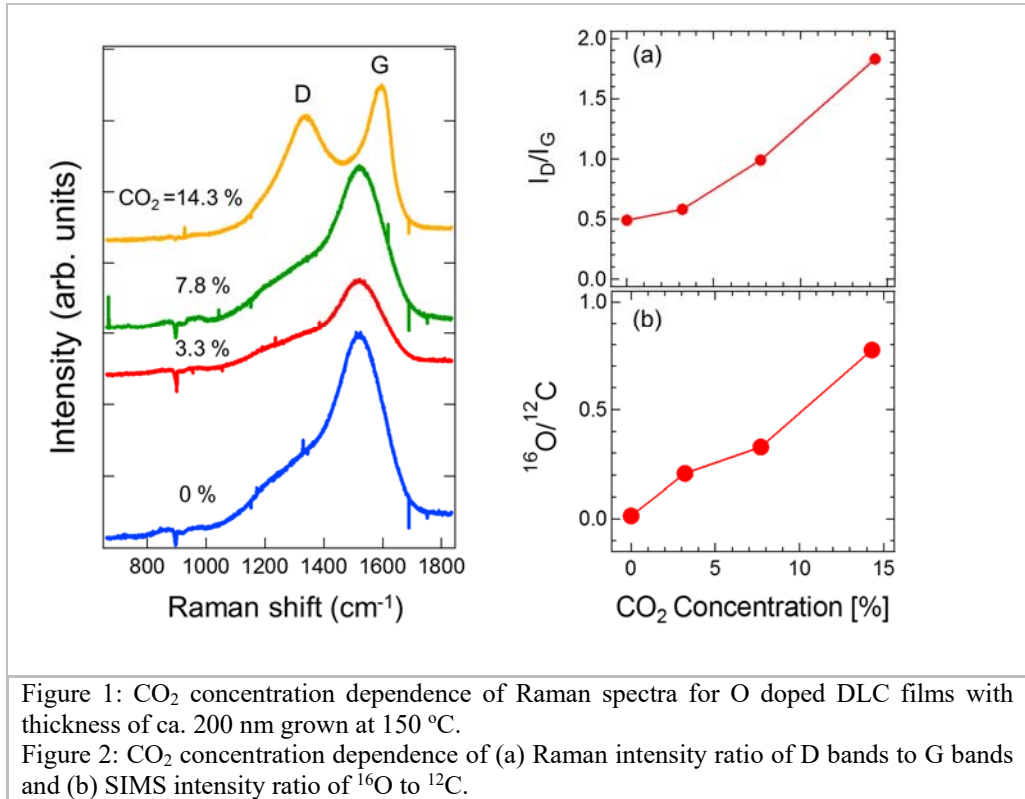 D
G
CO2 =14.3 %
7.8 %
3.3 %
0 %
Intensity (arb. units)
800 1000 1200 1400 1600 1800
Raman shift (cm-1)
(a)
2.0
1.5
1.0
0.5
0.0
ID/IG
(b)
1.0
0.5
0.0
16O/12C
0 5 10 15
CO2 Concentration [%]
Figure 1: CO2 concentration dependence of Raman spectra for O doped DLC films with
thickness of ca. 200 nm grown at 150 ºC.
Figure 2: CO2 concentration dependence of (a) Raman intensity ratio of D bands to G bands
and (b) SIMS intensity ratio of 16O to 12C.